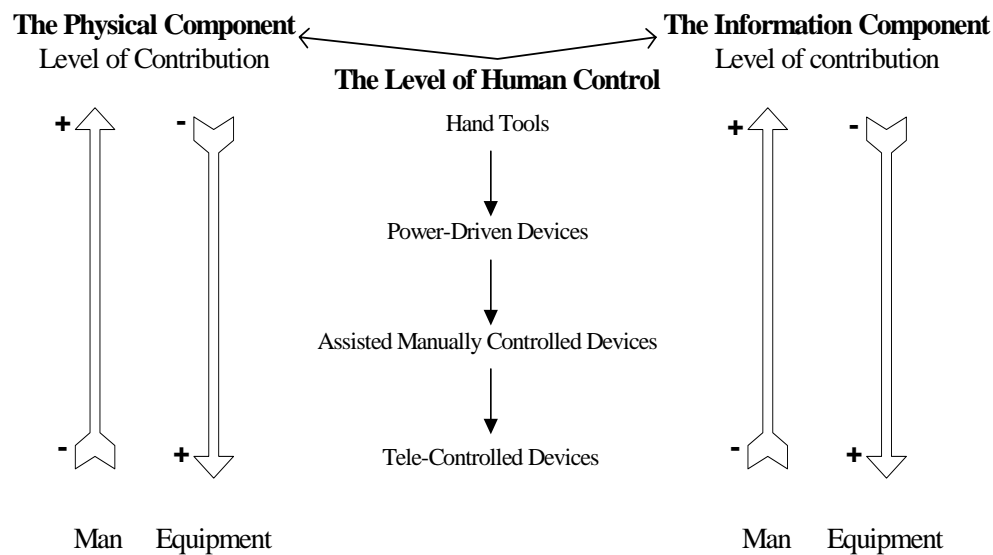 The Physical Component
Level of Contribution
The Information Component
Level of contribution
The Level of Human Control
+
-
Hand Tools
+
-
Power-Driven Devices
Assisted Manually Controlled Devices
-
+
Tele-Controlled Devices
-
+
Man
Equipment
Man
Equipment